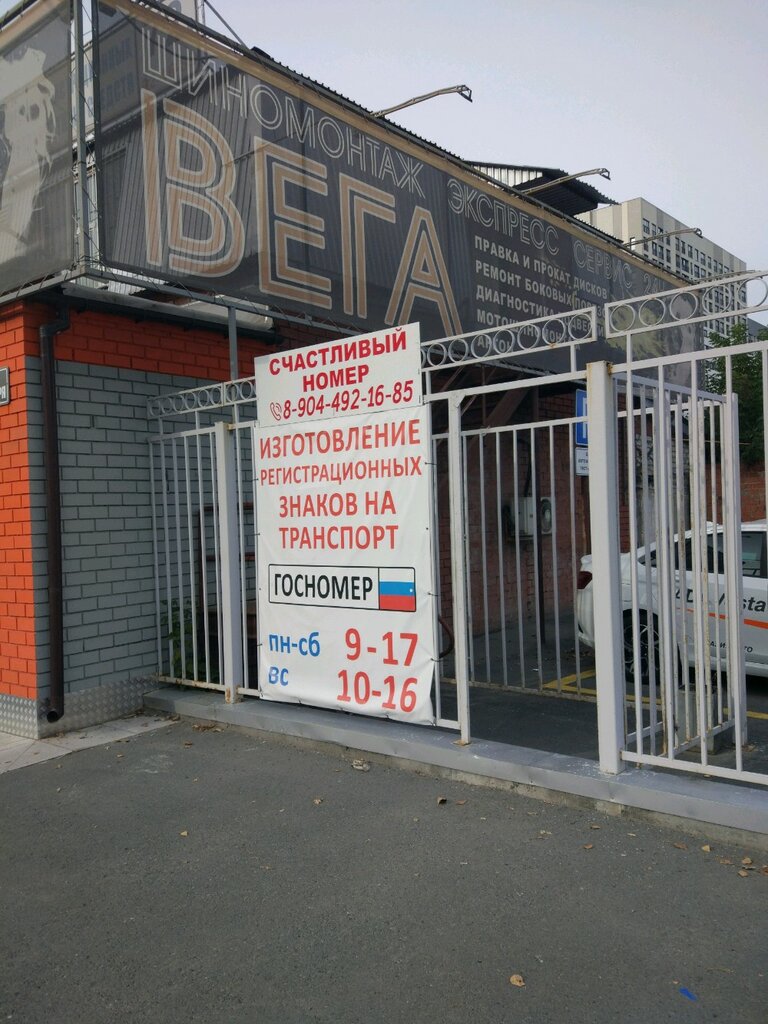 ШИНОМОНТАЖ ЭКСПРЕСС СЕРВИС 24
ВЕГА
ПРАВКА И ПРОКАТ ДИСКОВ
РЕМОНТ БОКОВЫХ
ДИАГНОСТИКА
СЧАСТЛИВЫЙ
НОМЕР
8-904-492-16-85
ИЗГОТОВЛЕНИЕ
РЕГИСТРАЦИОННЫХ
ЗНАКОВ НА
ТРАНСПОРТ
ГОСНОМЕР
пн-сб 9-17
вс 10-16